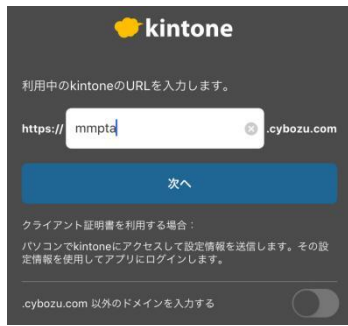 kintone
利用中のkintoneのURLを入力します。
https:// mmpta .cybozu.com
次へ
クライアント証明書を利用する場合：
パソコンでkintoneにアクセスして設定情報を送信します。その設
定情報を使用してアプリにログインします。
.cybozu.com 以外のドメインを入力する